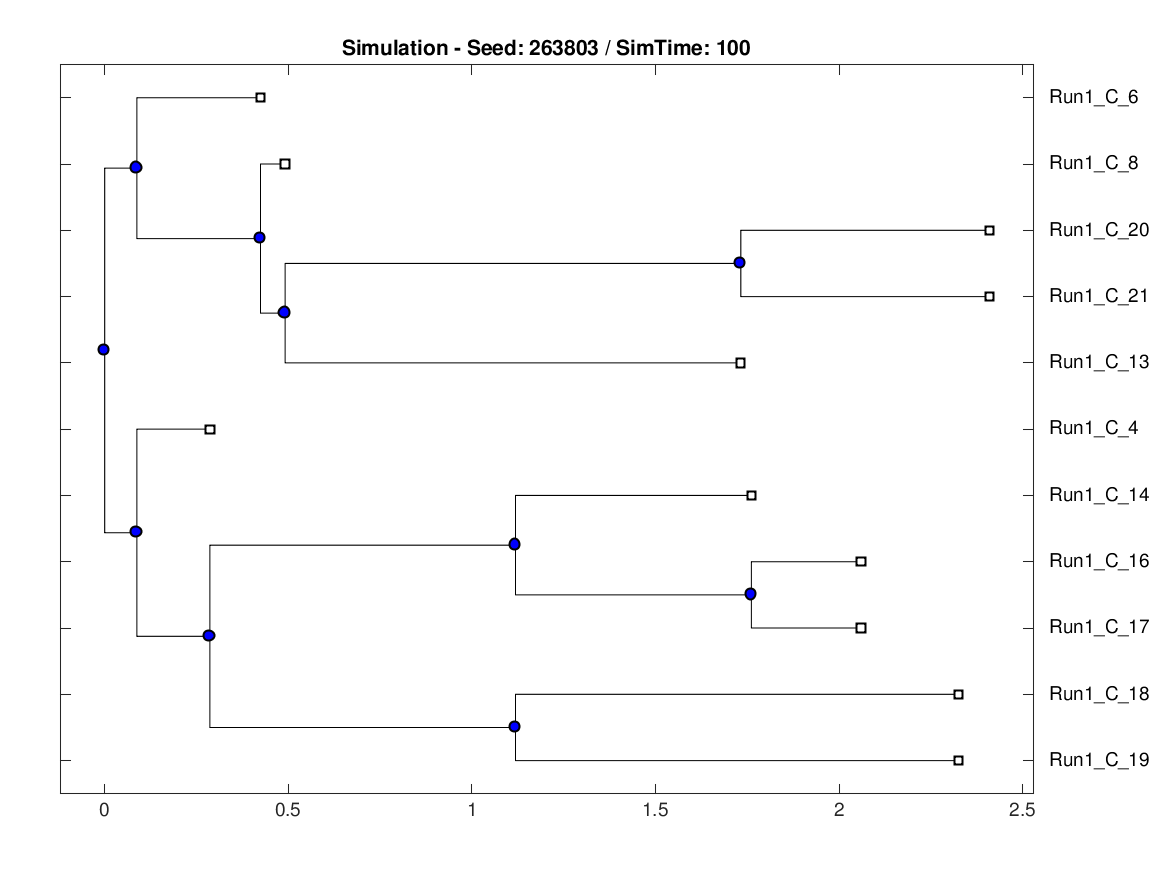 Simulation - Seed: 263803 / SimTime: 100
Run1_C_6
Run1_C_8
Run1_C_20
Run1_C_21
Run1_C_13
Run1_C_4
Run1_C_14
Run1_C_16
Run1_C_17
Run1_C_18
Run1_C_19
0 0.5 1 1.5 2 2.5